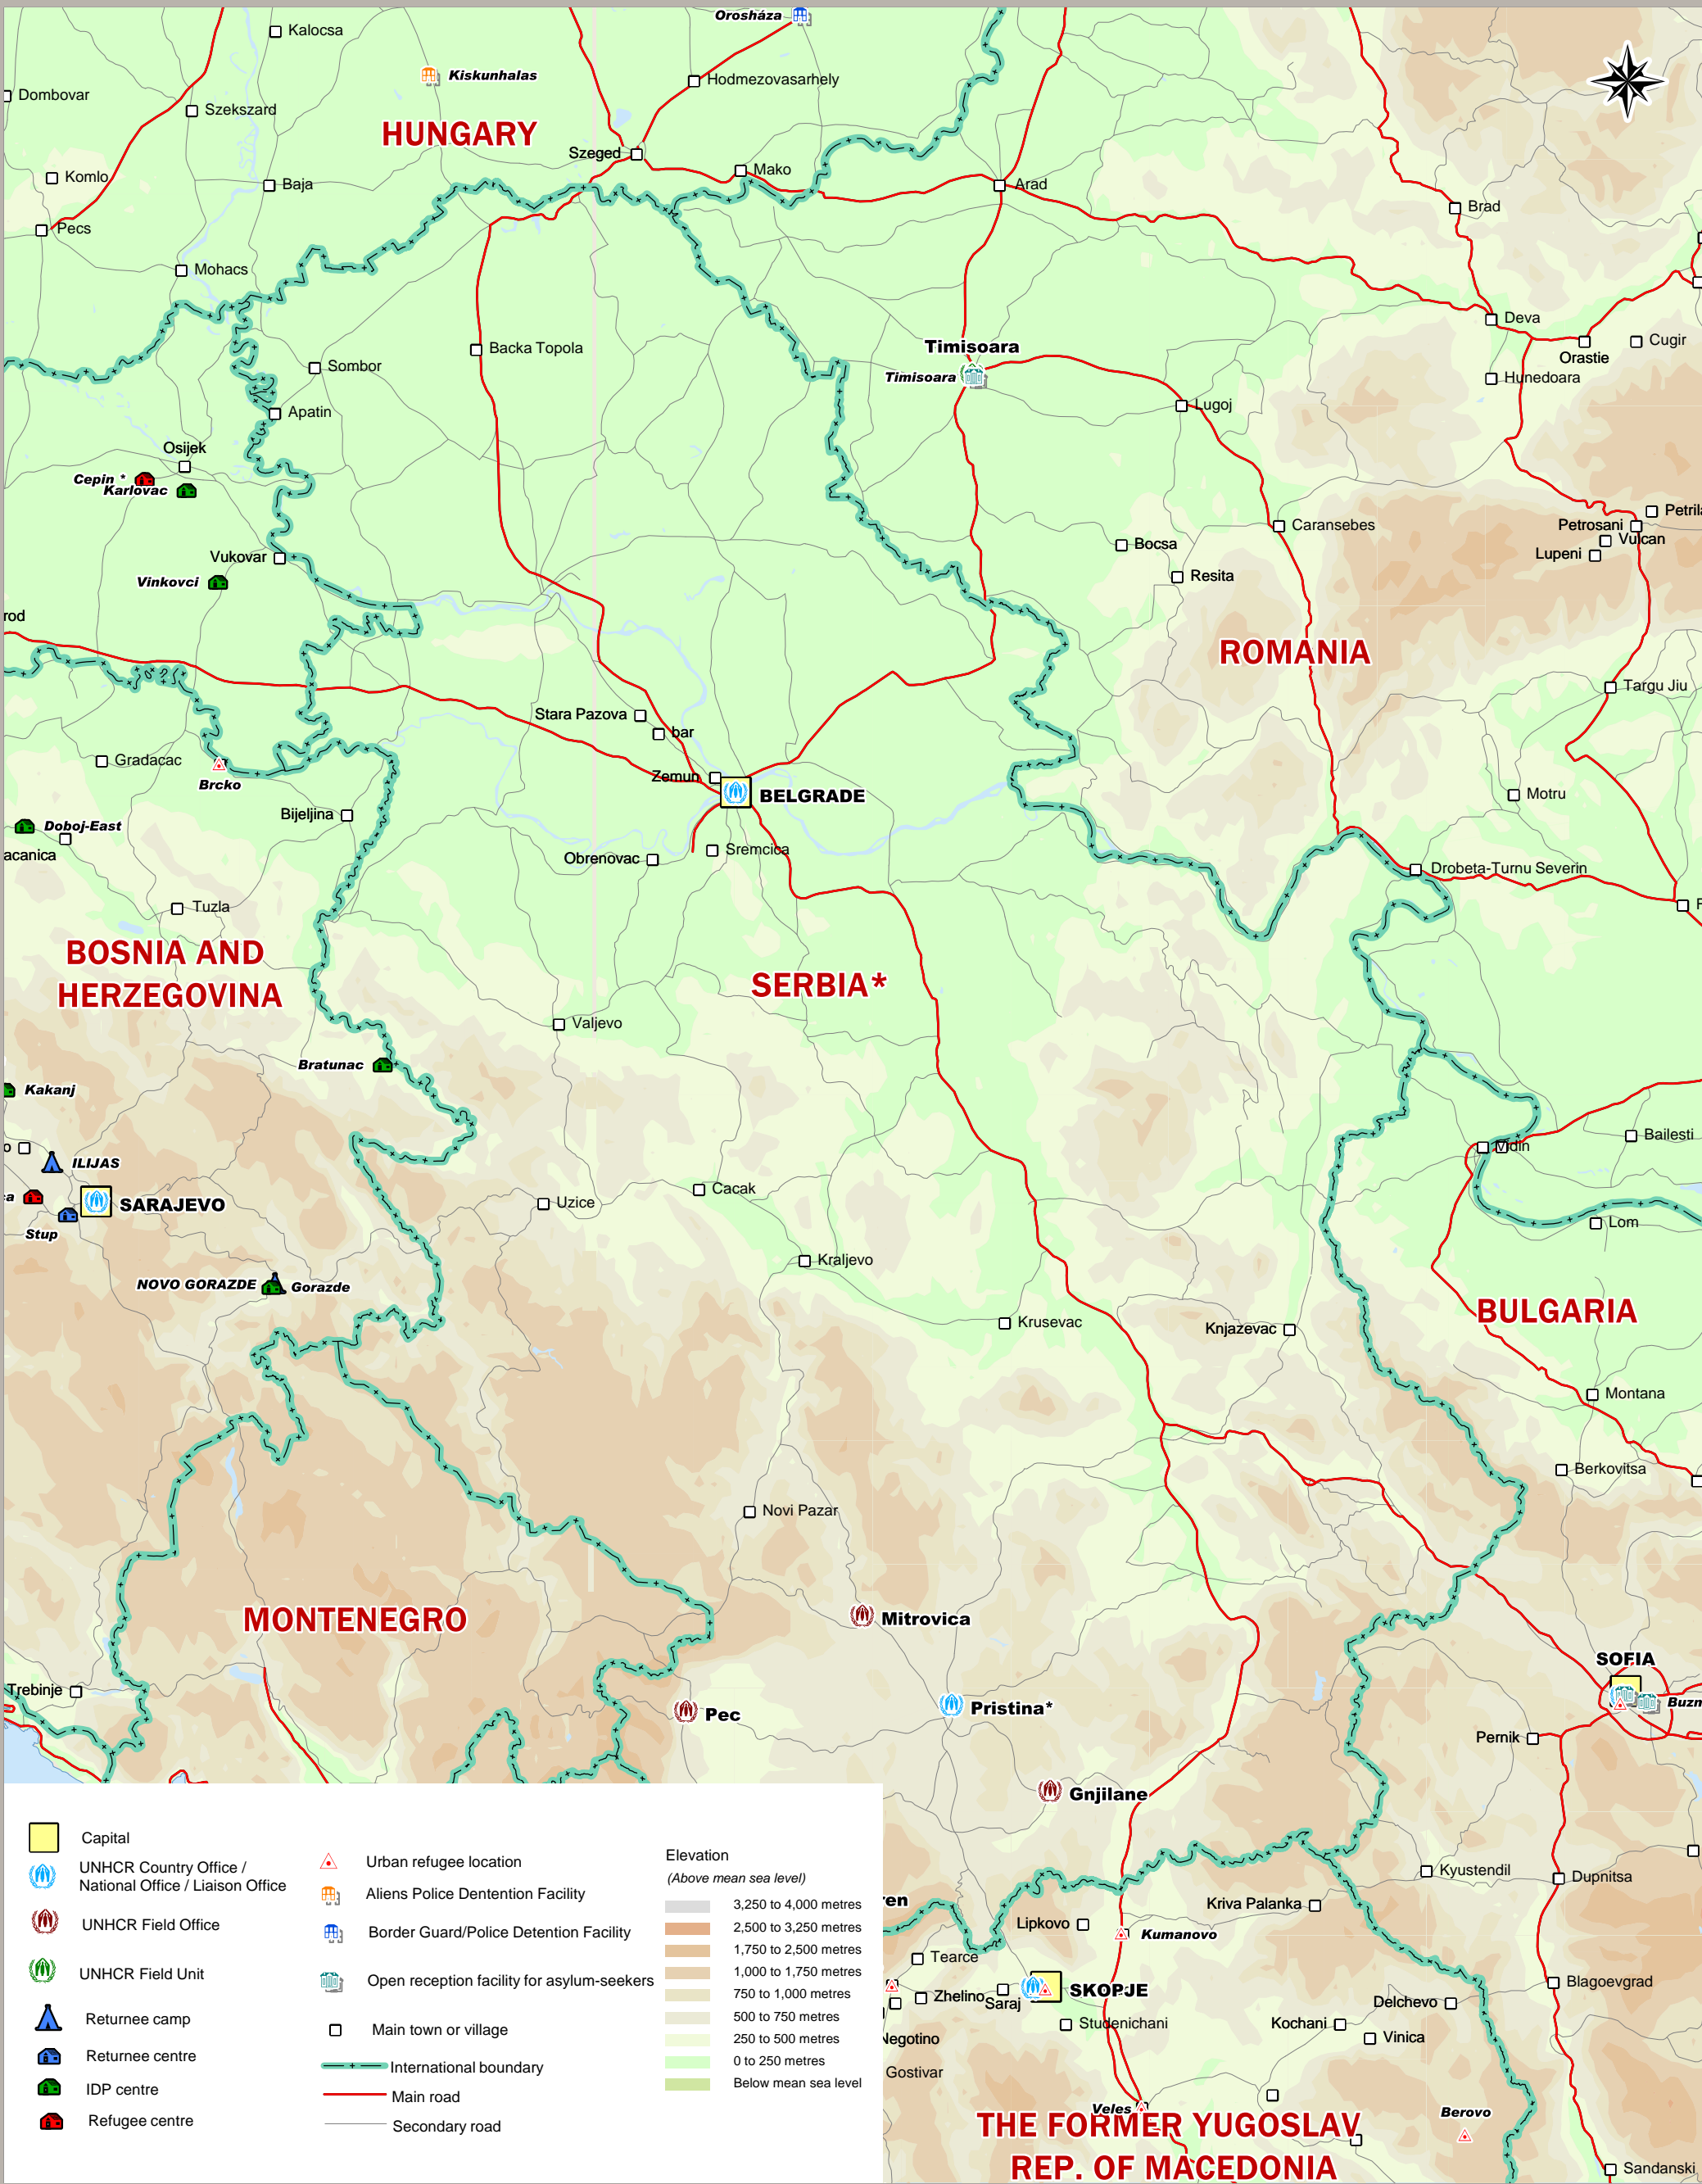 Orosháza
Kalocsa
Kiskunhalas
Hodmezovasarhely
Dombovar
Szekszard
HUNGARY
Szeged
Mako
Komlo
Baja
Arad
Brad
Pecs
Mohacs
Deva
Cugir
Orastie
Backa Topola
Timisoara
Timisoara
Hunedoara
Sombor
Lugoj
Apatin
Osijek
Cepin *
Karlovac
Petrosani
Caransebes
Vulcan
Lupeni
Bocsa
Vukovar
Vinkovci
Resita
rod
ROMANIA
Targu Jiu
Stara Pazova
bar
Gradacac
Zemun
Brcko
BELGRADE
Motru
Bijeljina
Doboj-East
acanica
Obrenovac
Sremcica
Drobeta-Turnu Severin
Tuzla
BOSNIA AND
HERZEGOVINA
SERBIA*
Valjevo
Bratunac
Kakanj
o
Vidin
Bailesti
ILIJAS
Cacak
SARAJEVO
Uzice
Stup
Lom
Kraljevo
NOVO GORAZDE
Gorazde
BULGARIA
Krusevac
Knjazevac
Montana
Berkovitsa
Novi Pazar
MONTENEGRO
Mitrovica
SOFIA
Trebinje
Pec
Pristina*
Pernik
Gnjilane
Capital
UNHCR Country Office /
National Office / Liaison Office
UNHCR Field Office
UNHCR Field Unit
Returnee camp
Returnee centre
IDP centre
Refugee centre
Urban refugee location
Aliens Police Dentention Facility
Border Guard/Police Detention Facility
Open reception facility for asylum-seekers
Main town or village
International boundary
Main road
Secondary road
Elevation
(Above mean sea level)
3,250 to 4,000 metres
2,500 to 3,250 metres
1,750 to 2,500 metres
1,000 to 1,750 metres
750 to 1,000 metres
500 to 750 metres
250 to 500 metres
0 to 250 metres
Below mean sea level
Kyustendil
Dupnitsa
ren
Kriva Palanka
Lipkovo
Kumanovo
Tearce
Blagoevgrad
SKOPJE
Zhelino
Saraj
Delchevo
Studenichani
Kochani
Vinica
Negotino
Gostivar
Veles
Berovo
THE FORMER YUGOSLAV
REP. OF MACEDONIA
Sandanski